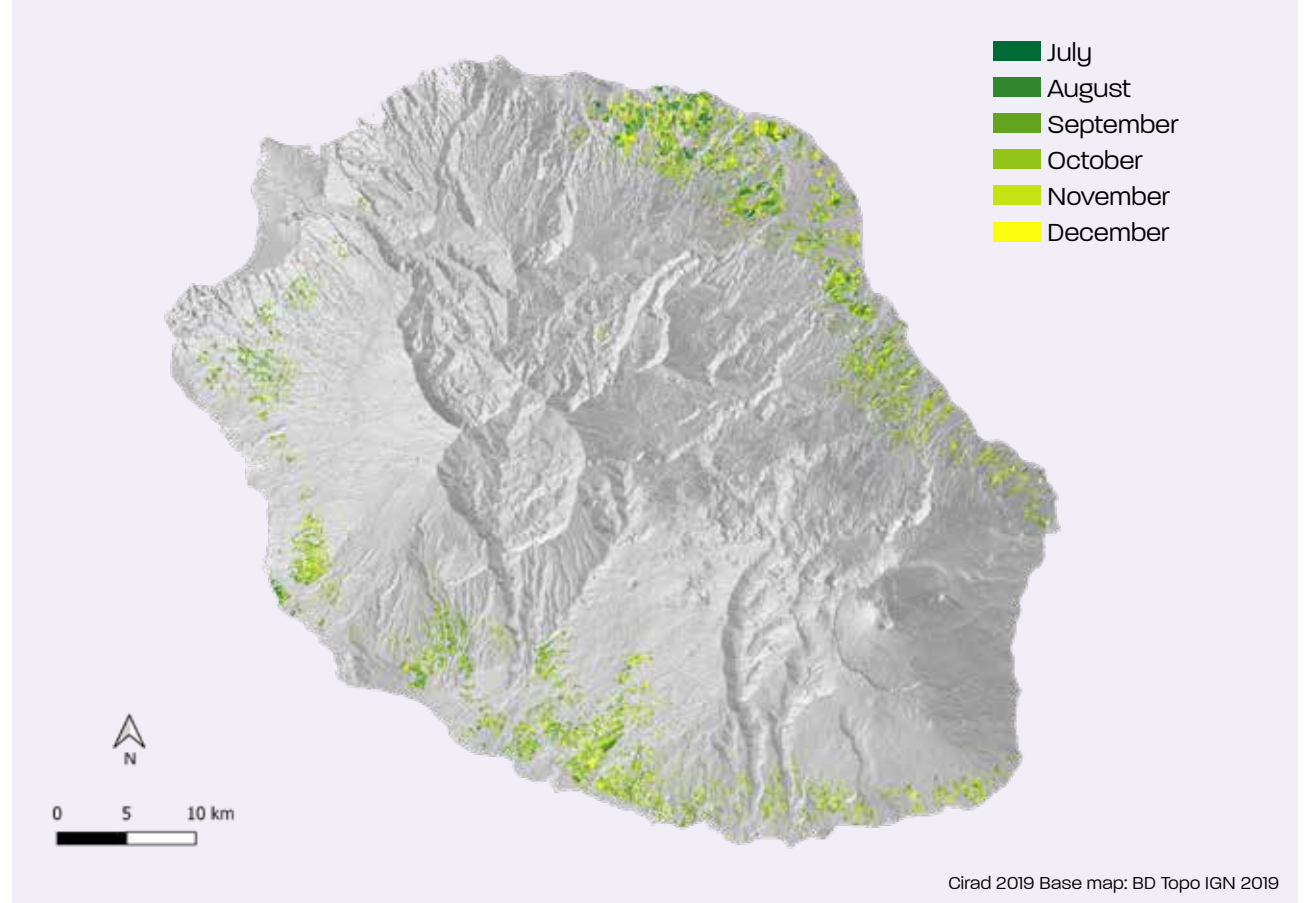 July
August
September
October
November
December
N
0 5 10 km
Cirad 2019 Base map: BD Topo IGN 2019